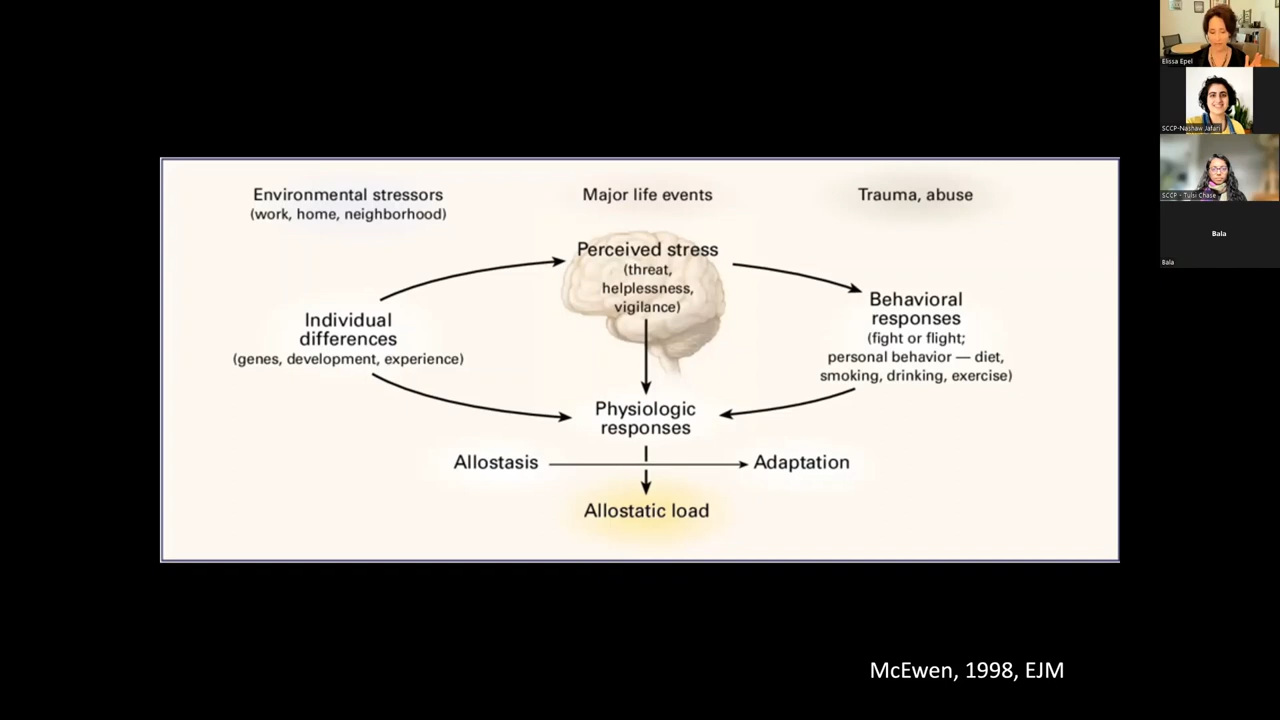 Environmental stressors
(work, home, neighborhood)
Major life events
Trauma, abuse
Perceived stress
(threat,
helplessness,
vigilance)
Individual
differences
(genes, development, experience)
Behavioral
responses
(fight or flight;
personal behavior — diet,
smoking, drinking, exercise)
Physiologic
responses
Allostasis
Adaptation
Allostatic load
McEwen, 1998, EJM
Elissa Epel
SCCP-Nashaw Jafari
SCCP - Tulsi Chase
Bala
Bala